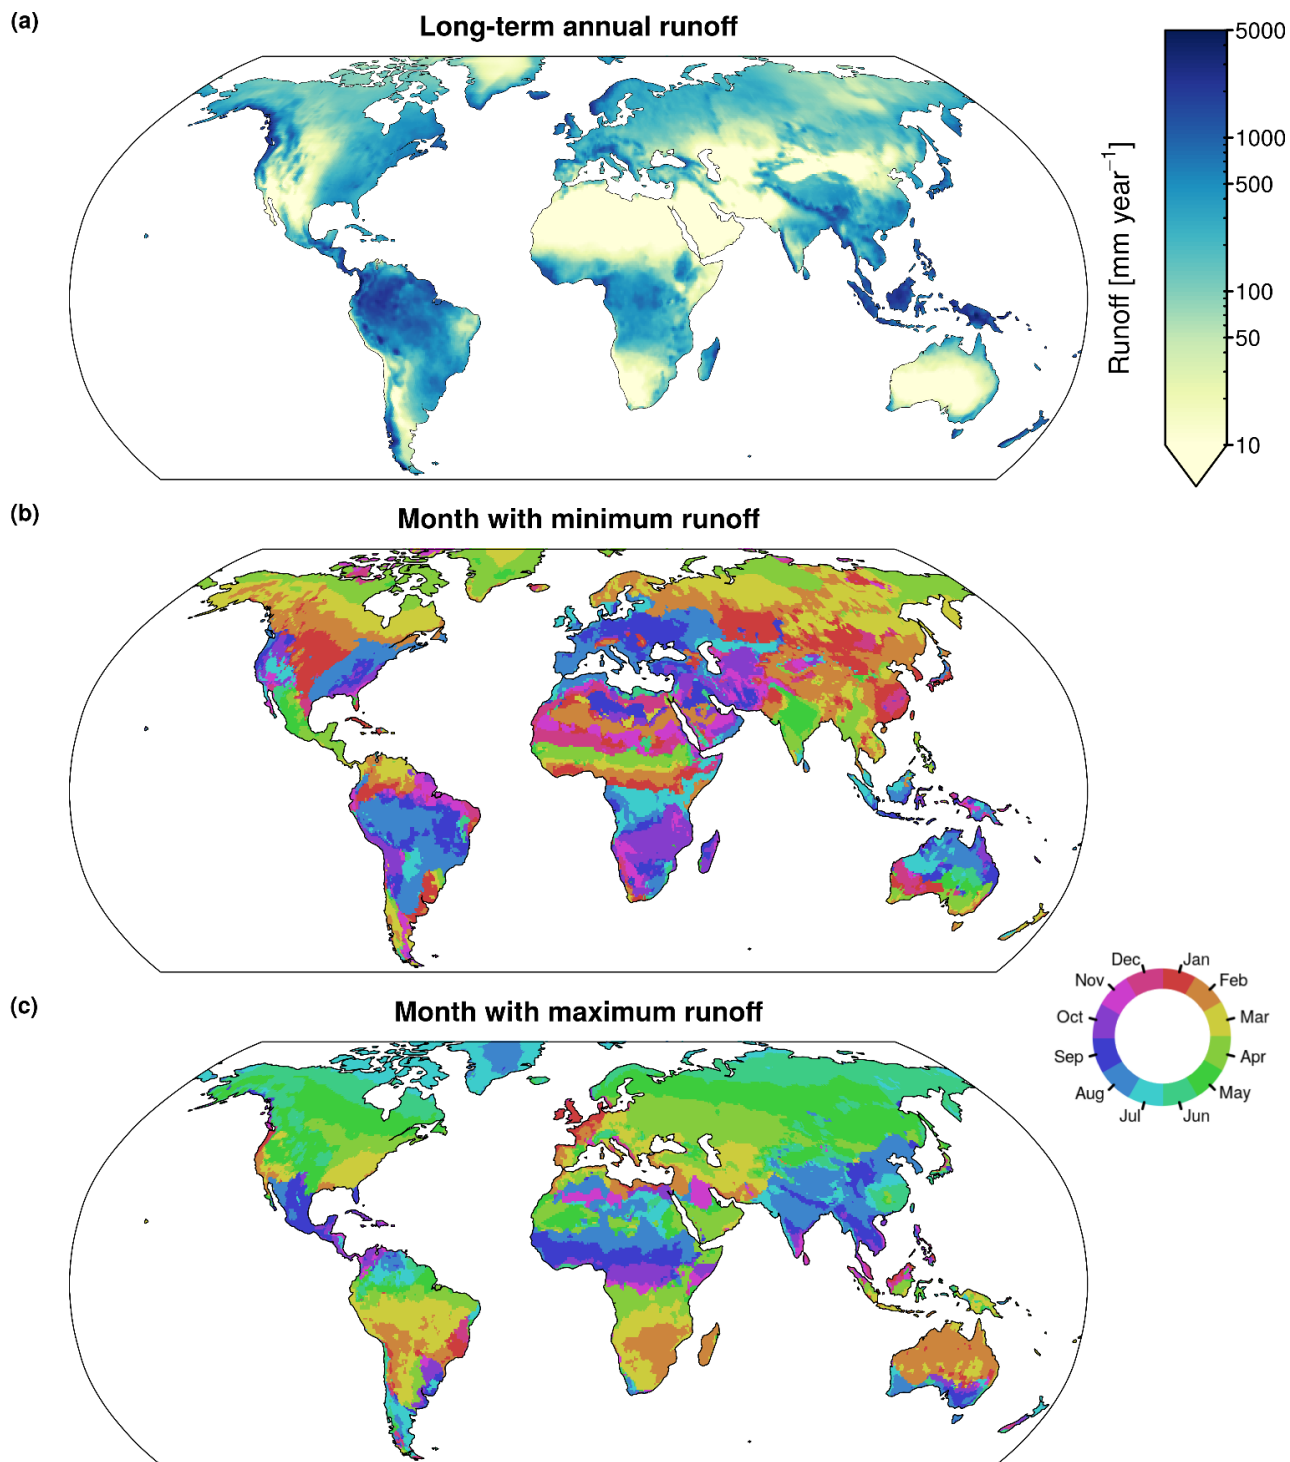 (a)
Long-term annual runoff
5000
1000
500
100
50
10
Runoff [mm year⁻¹]
(b)
Month with minimum runoff
(c)
Month with maximum runoff
Dec
Jan
Nov
Feb
Oct
Mar
Sep
Apr
Aug
May
Jul
Jun